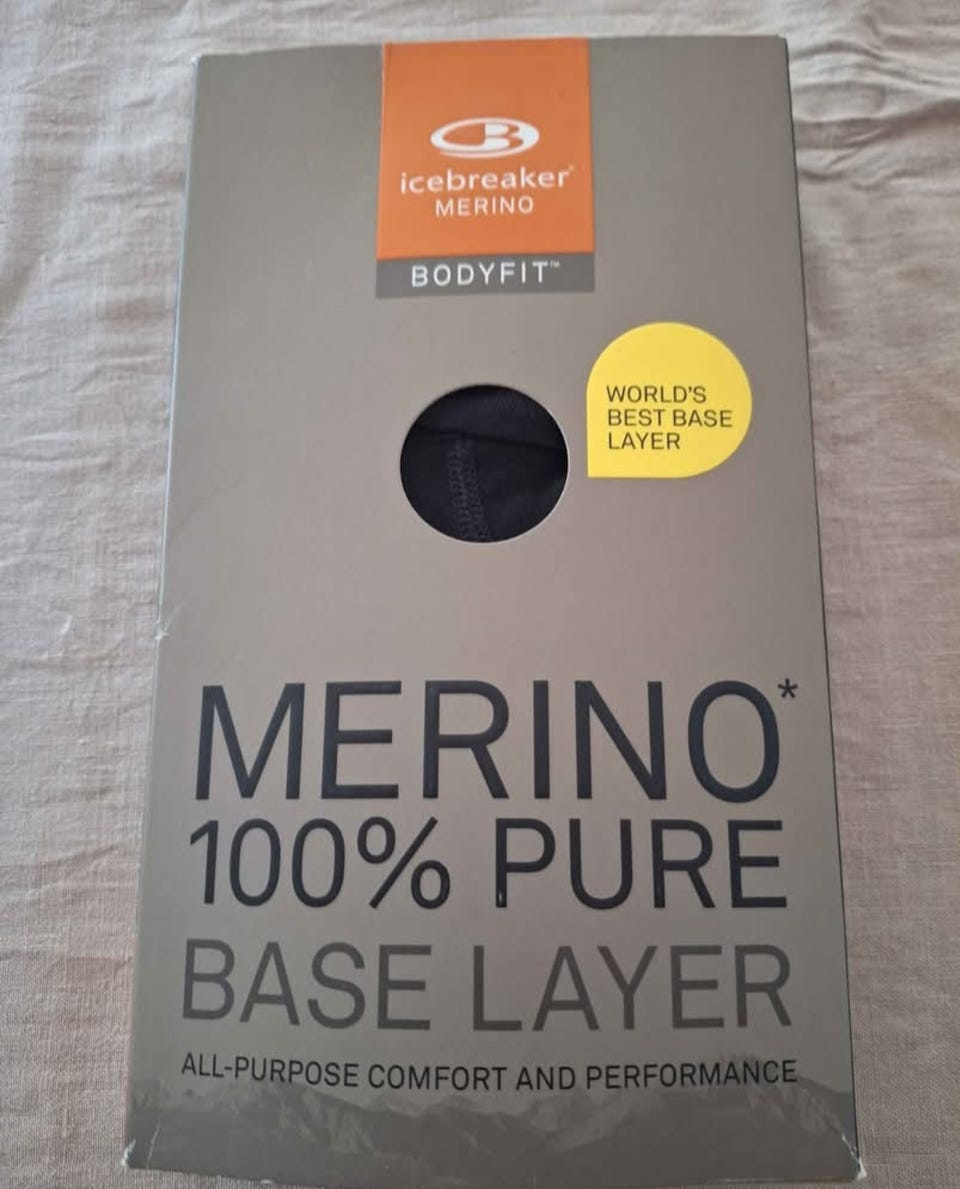 icebreaker®
MERINO
BODYFIT™
WORLD'S
BEST BASE
LAYER
MERINO*
100% PURE
BASE LAYER
ALL-PURPOSE COMFORT AND PERFORMANCE